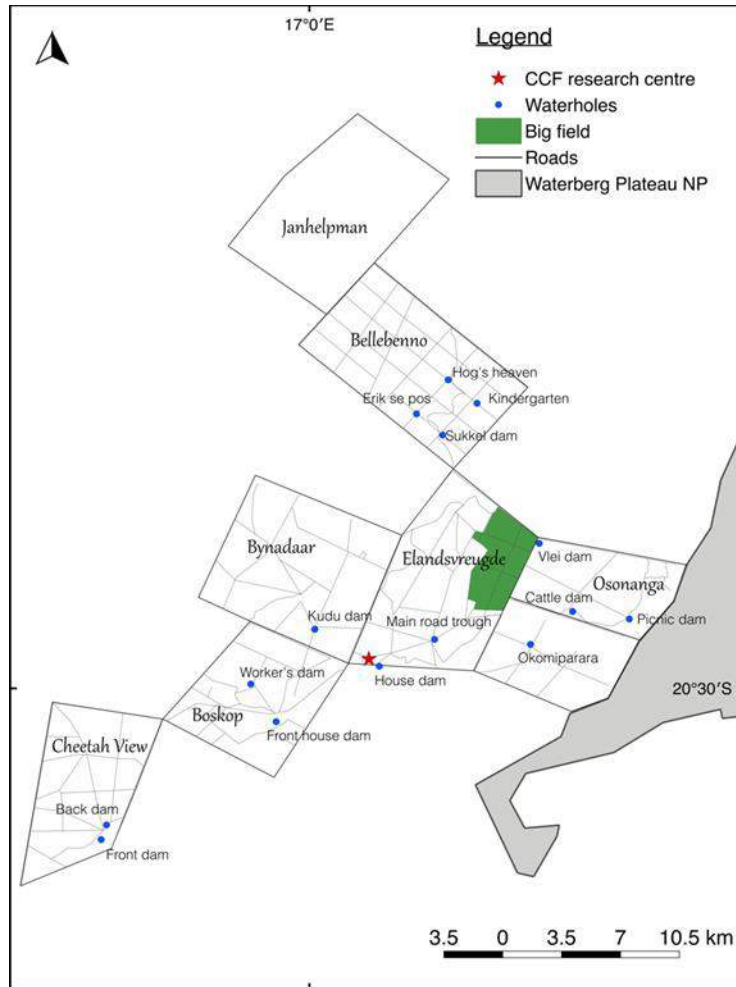 17°0′E
Legend
CCF research centre
Waterholes
Big field
Roads
Waterberg Plateau NP
Janhelpman
Bellebenno
Hog's heaven
Erik se pos
Kindergarten
Sukkel dam
Bynadaar
Elandsvreugde
Vlei dam
Osonanga
Cattle dam
Kudu dam
Main road trough
Picnic dam
Okomiparara
Worker's dam
House dam
20°30′S
Boskop
Front house dam
Cheetah View
Back dam
Front dam
3.5 0 3.5 7 10.5 km